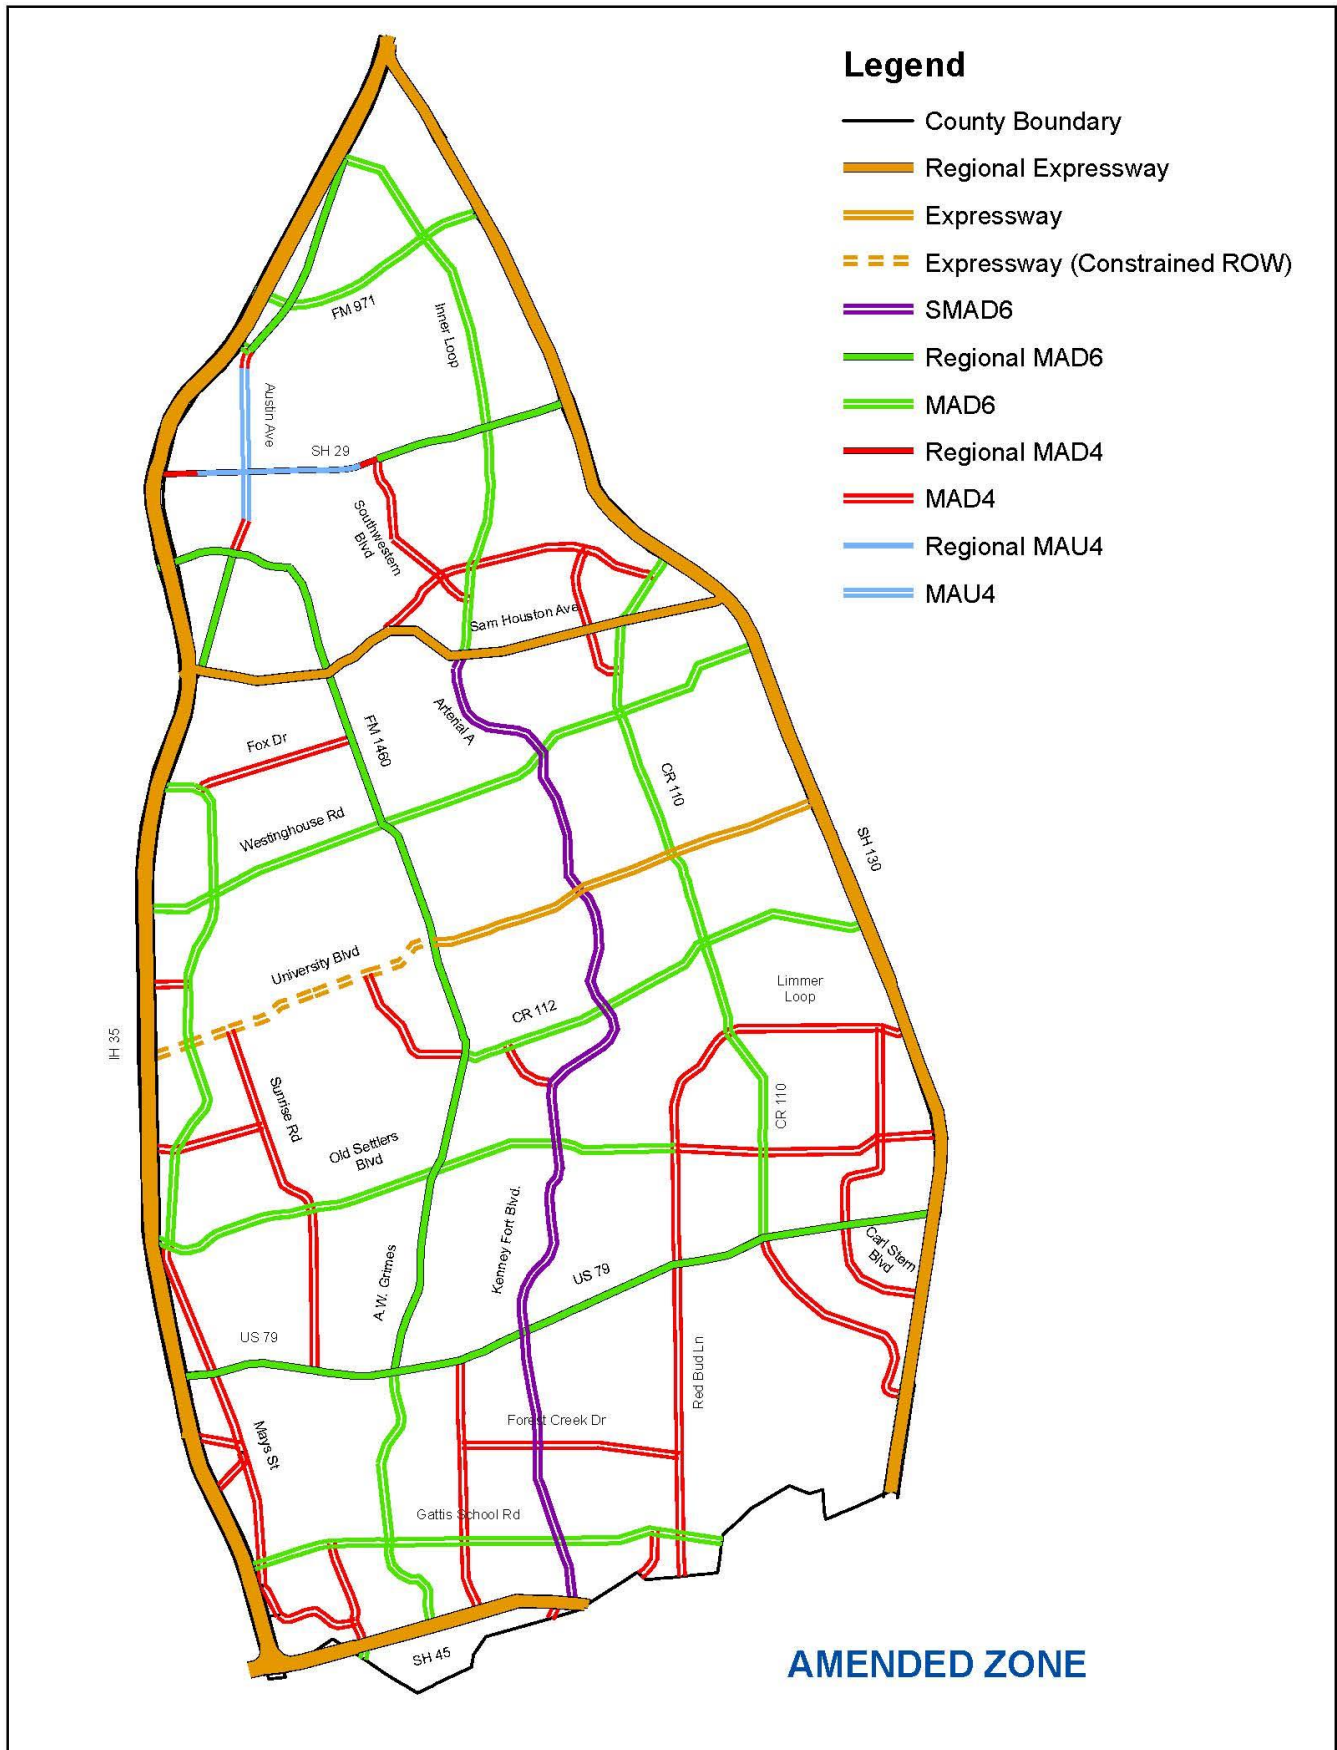 Legend
County Boundary
Regional Expressway
Expressway
Expressway (Constrained ROW)
SMAD6
Regional MAD6
MAD6
Regional MAD4
MAD4
Regional MAU4
MAU4
FM 971
Inner Loop
Austin Ave
SH 29
Southwestern
Blvd
Sam Houston Ave
Arterial A
FM 1460
Fox Dr
Westinghouse Rd
CR 110
SH 130
University Blvd
Limmer
Loop
CR 112
IH 35
Sunrise Rd
CR 110
Old Settlers
Blvd
Kenney Fort Blvd.
Carl Stern
Blvd
A.W. Grimes
US 79
US 79
Red Bud Ln
Mays St
Forest Creek Dr
Gattis School Rd
SH 45
AMENDED ZONE